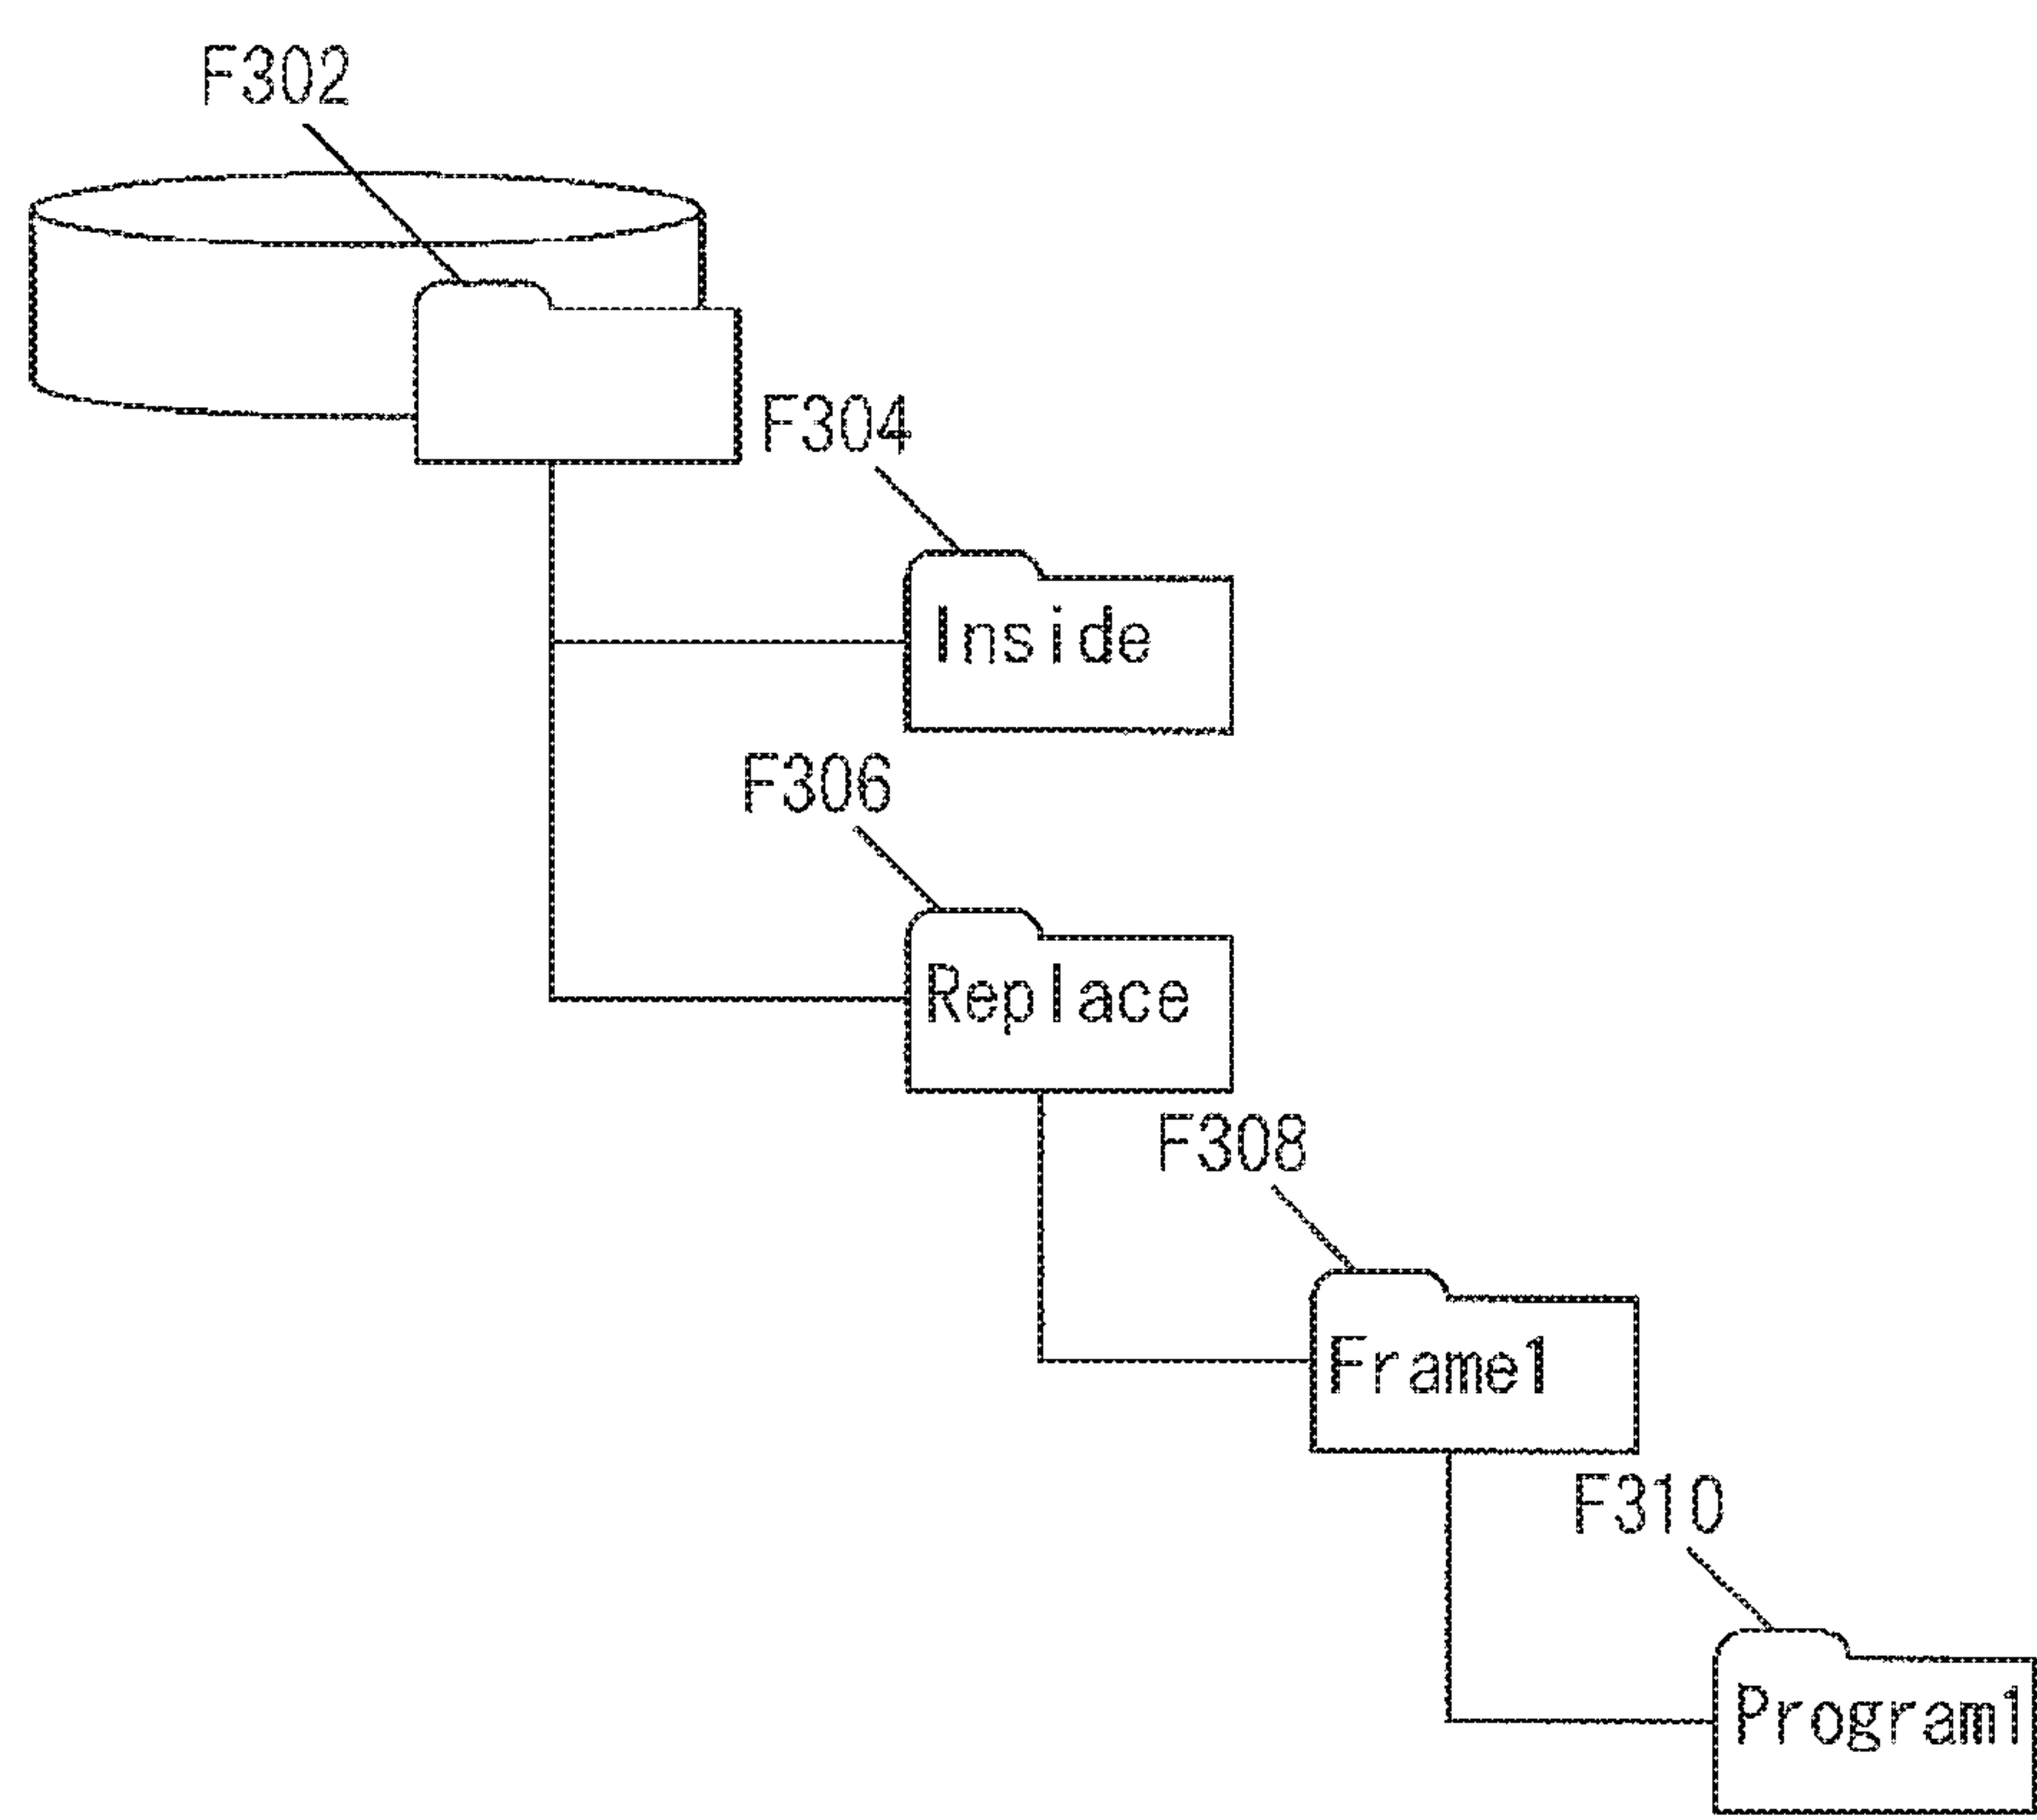 F302
F304
Inside
F306
Replace
F308
Frame1
F310
Program1